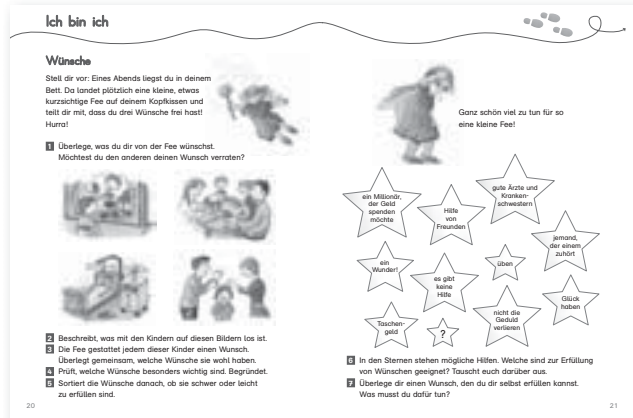 Ich bin ich
Wünsche
Stell dir vor: Eines Abends liegst du in deinem
Bett. Da landet plötzlich eine kleine, etwas
kurzsichtige Fee auf deinem Kopfkissen und
teilt dir mit, dass du drei Wünsche frei hast!
Hurra!
1 Überlege, was du dir von der Fee wünschst.
Möchtest du den anderen deinen Wunsch verraten?
2 Beschreibt, was mit den Kindern auf diesen Bildern los ist.
3 Die Fee gestattet jedem dieser Kinder einen Wunsch.
Überlegt gemeinsam, welche Wünsche sie wohl haben.
4 Prüft, welche Wünsche besonders wichtig sind. Begründet.
5 Sortiert die Wünsche danach, ob sie schwer oder leicht
zu erfüllen sind.
20
Ganz schön viel zu tun für so
eine kleine Fee!
ein Millionär,
der Geld
spenden
möchte
Hilfe
von
Freunden
gute Ärzte und
Kranken-
schwestern
jemand,
der einem
zuhört
ein
Wunder!
es gibt
keine
Hilfe
üben
Glück
haben
Taschen-
geld
?
nicht die
Geduld
verlieren
6 In den Sternen stehen mögliche Hilfen. Welche sind zur Erfüllung
von Wünschen geeignet? Tauscht euch darüber aus.
7 Überlege dir einen Wunsch, den du dir selbst erfüllen kannst.
Was musst du dafür tun?
21